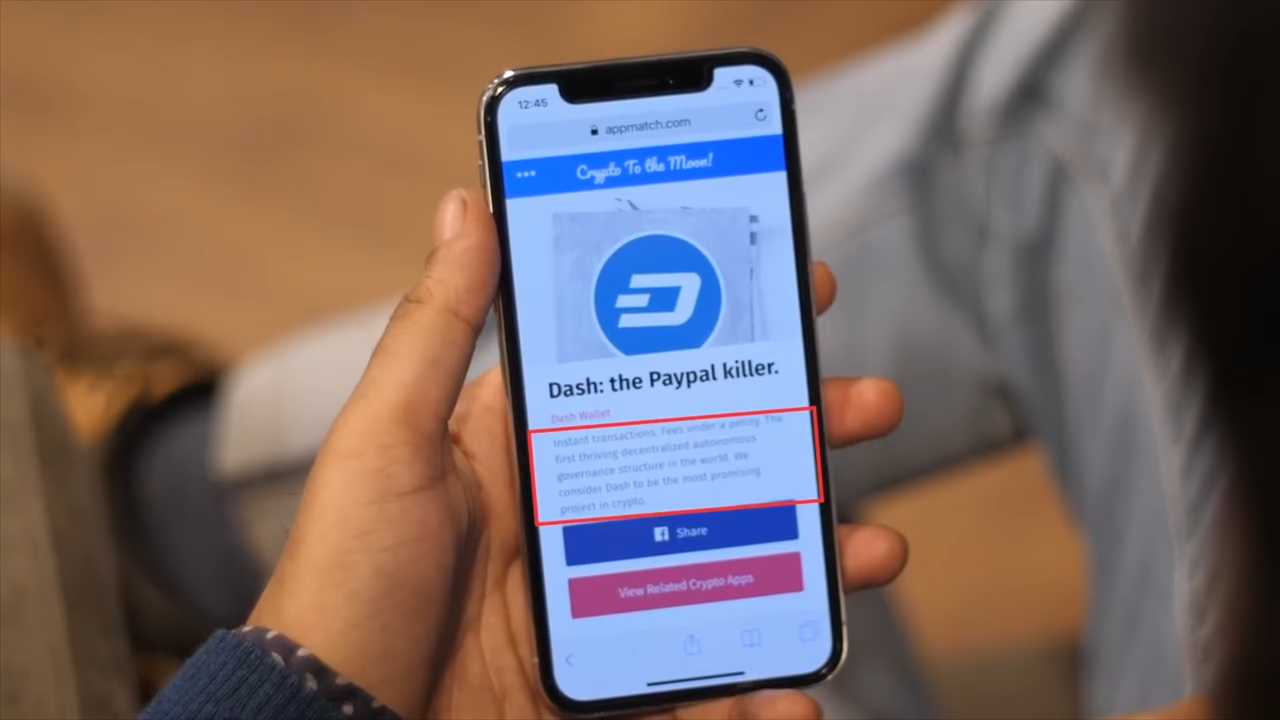 12:45
appmatch.com
Crypto To the Moon!
Dash: the Paypal killer.
Dash Wallet
Instant transactions. Fees under a penny. The
first thriving decentralized autonomous
governance structure in the world. We
consider Dash to be the most promising
project in crypto.
Share
View Related Crypto Apps